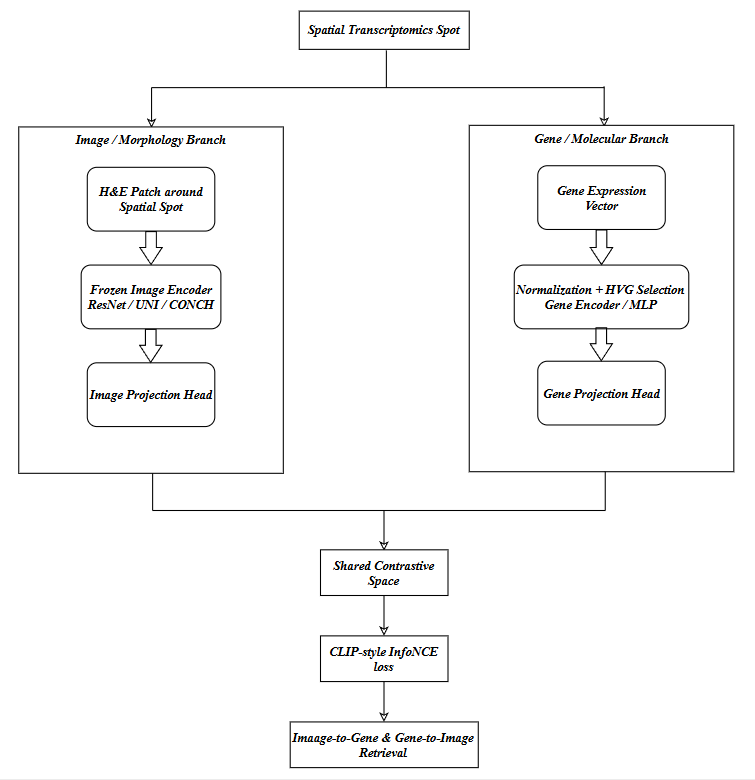 Spatial Transcriptomics Spot
Image / Morphology Branch
H&E Patch around
Spatial Spot
Frozen Image Encoder
ResNet / UNI / CONCH
Image Projection Head
Gene / Molecular Branch
Gene Expression
Vector
Normalization + HVG Selection
Gene Encoder / MLP
Gene Projection Head
Shared Contrastive
Space
CLIP-style InfoNCE
loss
Imaage-to-Gene & Gene-to-Image
Retrieval